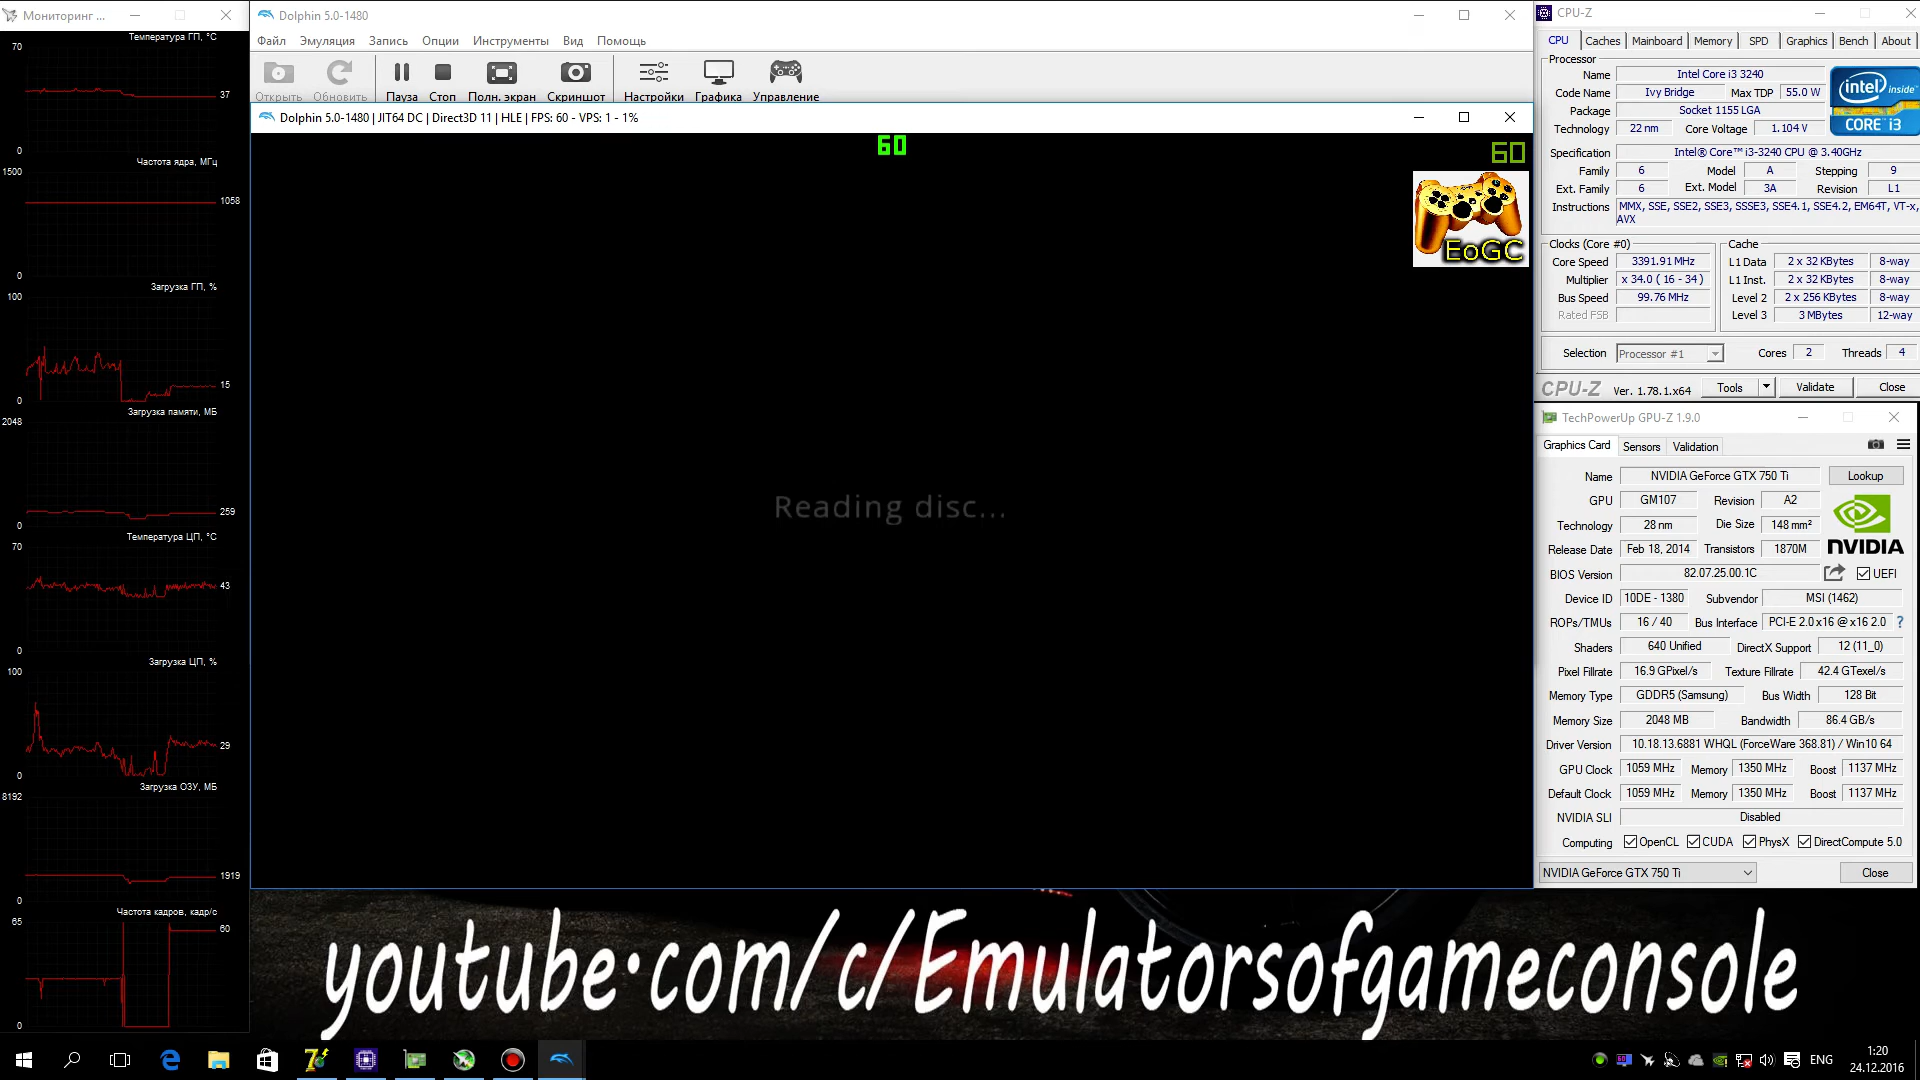 Мониторинг ...
Температура ГП, °C
70
37
0
Частота ядра, МГц
1500
1058
0
Загрузка ГП, %
100
15
0
Загрузка памяти, МБ
2048
259
0
Температура ЦП, °C
70
43
0
Загрузка ЦП, %
100
29
0
Загрузка ОЗУ, МБ
8192
1919
0
Частота кадров, кадр/с
65
60
0
Dolphin 5.0-1480
Файл Эмуляция Запись Опции Инструменты Вид Помощь
Открыть Обновить Пауза Стоп Полн. экран Скриншот Настройки Графика Управление
Dolphin 5.0-1480 | JIT64 DC | Direct3D 11 | HLE | FPS: 60 - VPS: 1 - 1%
60
60
EoGC
Reading disc...
CPU-Z
CPU Caches Mainboard Memory SPD Graphics Bench About
Processor
Name Intel Core i3 3240
Code Name Ivy Bridge Max TDP 55.0 W
Package Socket 1155 LGA
Technology 22 nm Core Voltage 1.104 V
intel inside™
CORE i3
Specification Intel® Core™ i3-3240 CPU @ 3.40GHz
Family 6 Model A Stepping 9
Ext. Family 6 Ext. Model 3A Revision L1
Instructions MMX, SSE, SSE2, SSE3, SSSE3, SSE4.1, SSE4.2, EM64T, VT-x,
AVX
Clocks (Core #0)
Core Speed 3391.91 MHz
Multiplier x 34.0 ( 16 - 34 )
Bus Speed 99.76 MHz
Rated FSB
Cache
L1 Data 2 x 32 KBytes 8-way
L1 Inst. 2 x 32 KBytes 8-way
Level 2 2 x 256 KBytes 8-way
Level 3 3 MBytes 12-way
Selection Processor #1 Cores 2 Threads 4
CPU-Z Ver. 1.78.1.x64 Tools Validate Close
TechPowerUp GPU-Z 1.9.0
Graphics Card Sensors Validation
Name NVIDIA GeForce GTX 750 Ti Lookup
GPU GM107 Revision A2
Technology 28 nm Die Size 148 mm²
Release Date Feb 18, 2014 Transistors 1870M
NVIDIA
BIOS Version 82.07.25.00.1C UEFI
Device ID 10DE - 1380 Subvendor MSI (1462)
ROPs/TMUs 16 / 40 Bus Interface PCI-E 2.0 x16 @ x16 2.0 ?
Shaders 640 Unified DirectX Support 12 (11_0)
Pixel Fillrate 16.9 GPixel/s Texture Fillrate 42.4 GTexel/s
Memory Type GDDR5 (Samsung) Bus Width 128 Bit
Memory Size 2048 MB Bandwidth 86.4 GB/s
Driver Version 10.18.13.6881 WHQL (ForceWare 368.81) / Win10 64
GPU Clock 1059 MHz Memory 1350 MHz Boost 1137 MHz
Default Clock 1059 MHz Memory 1350 MHz Boost 1137 MHz
NVIDIA SLI Disabled
Computing OpenCL CUDA PhysX DirectCompute 5.0
NVIDIA GeForce GTX 750 Ti Close
youtube.com/c/Emulatorsofgameconsole
ENG
1:20
24.12.2016